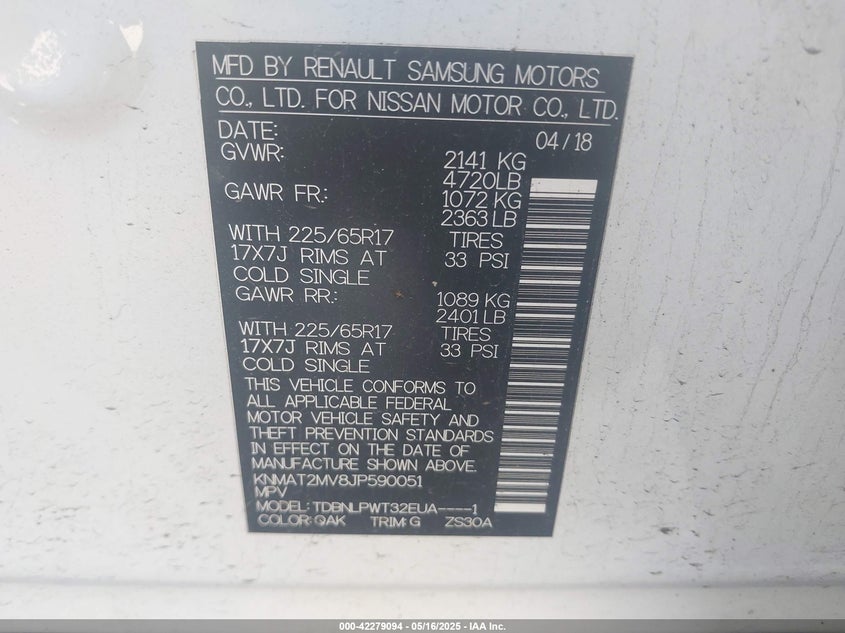 MFD BY RENAULT SAMSUNG MOTORS
CO., LTD. FOR NISSAN MOTOR CO., LTD.
DATE: 04/18
GVWR: 2141 KG
4720LB
GAWR FR.: 1072 KG
2363 LB
WITH 225/65R17 TIRES
17X7J RIMS AT 33 PSI
COLD SINGLE
GAWR RR.: 1089 KG
2401 LB
WITH 225/65R17 TIRES
17X7J RIMS AT 33 PSI
COLD SINGLE
THIS VEHICLE CONFORMS TO
ALL APPLICABLE FEDERAL
MOTOR VEHICLE SAFETY AND
THEFT PREVENTION STANDARDS
IN EFFECT ON THE DATE OF
MANUFACTURE SHOWN ABOVE.
KNMAT2MV8JP590051
MPV
MODEL: TDBNLPWT32EUA----1
COLOR: QAK TRIM: G ZS30A
000-42279094 - 05/16/2025 - IAA Inc.